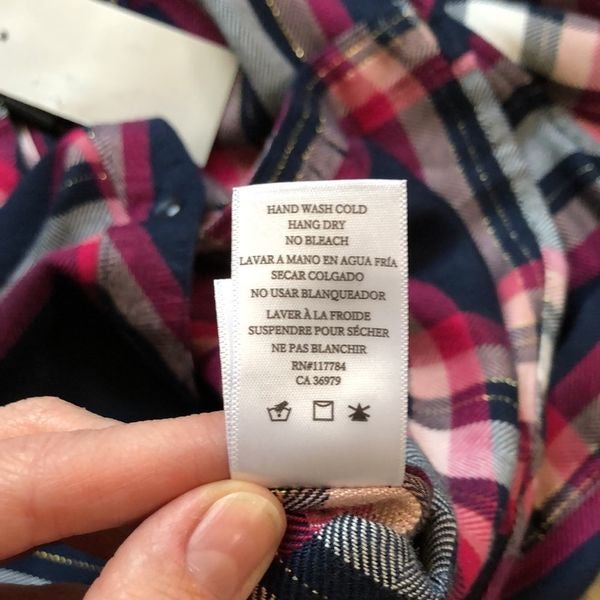 HAND WASH COLD
HANG DRY
NO BLEACH
LAVAR A MANO EN AGUA FRÍA
SECAR COLGADO
NO USAR BLANQUEADOR
LAVER À LA FROIDE
SUSPENDRE POUR SÉCHER
NE PAS BLANCHIR
RN#117784
CA 36979